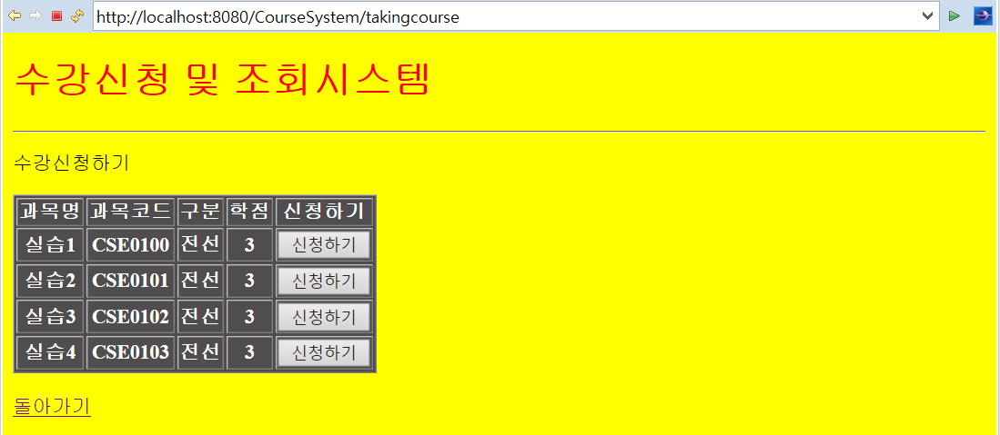 http://localhost:8080/CourseSystem/takingcourse
수강신청 및 조회시스템
수강신청하기
과목명 과목코드 구분 학점 신청하기
실습1 CSE0100 전선 3 신청하기
실습2 CSE0101 전선 3 신청하기
실습3 CSE0102 전선 3 신청하기
실습4 CSE0103 전선 3 신청하기
돌아가기